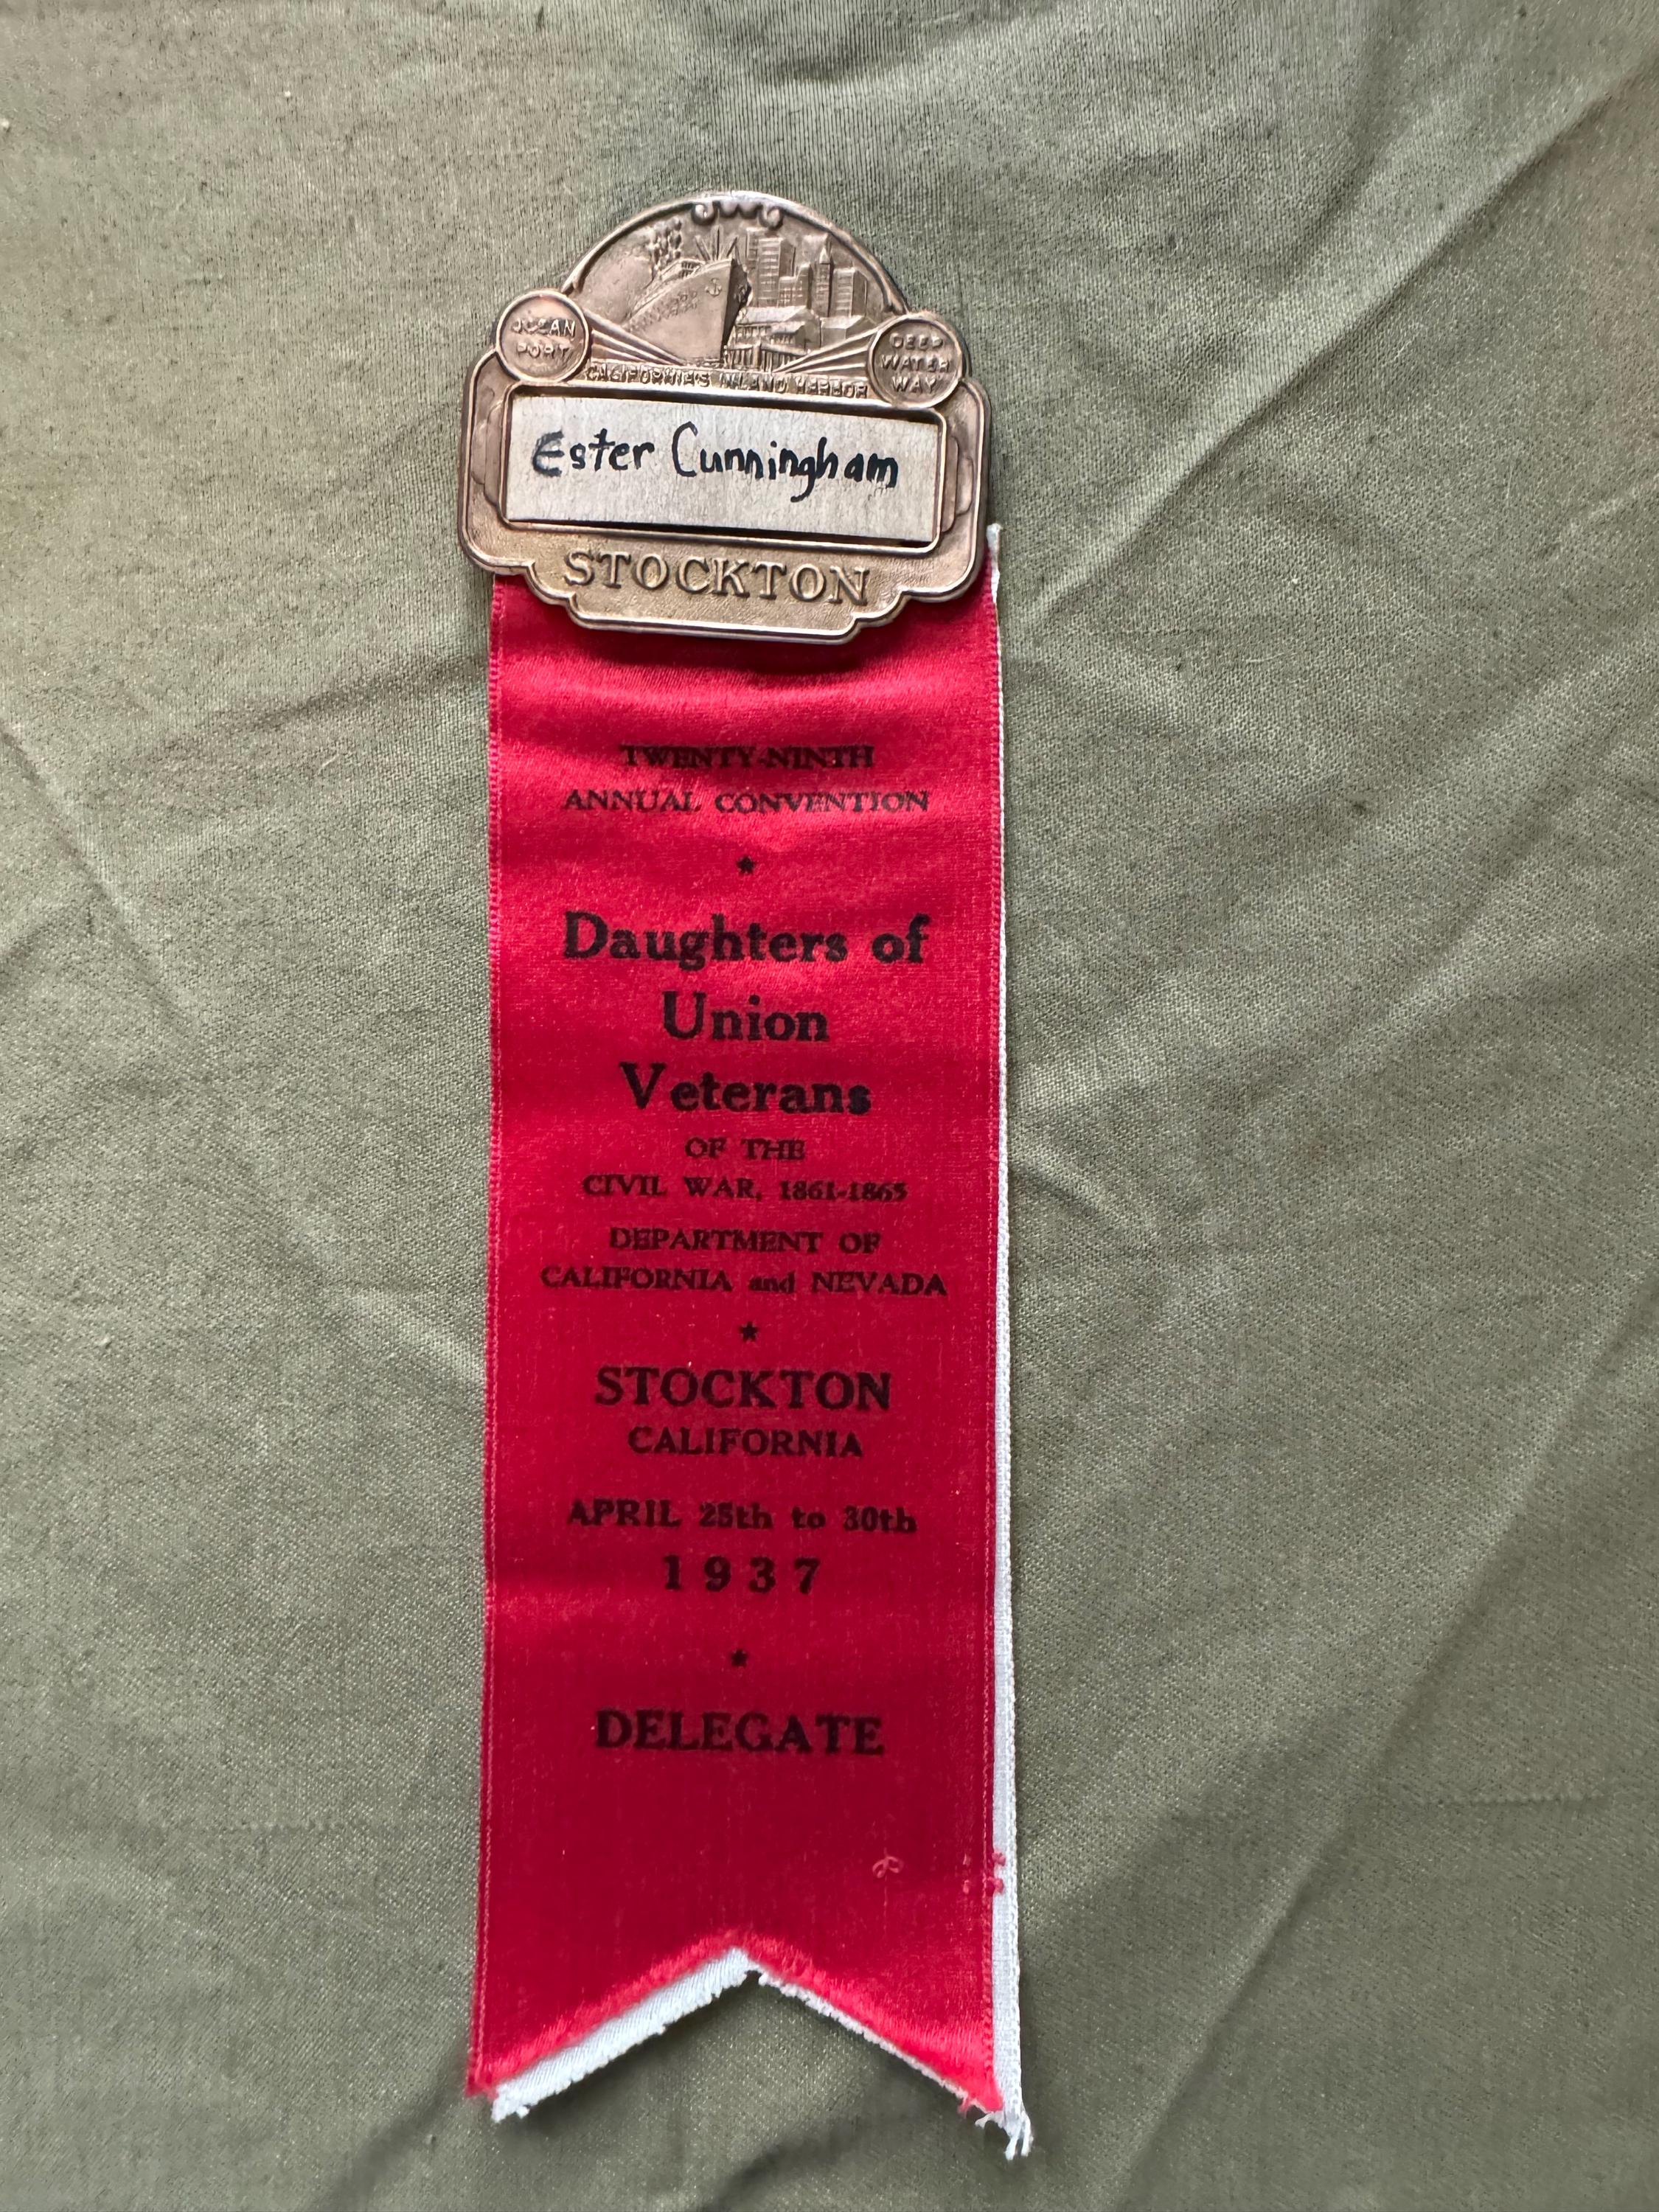 OCEAN
PORT
DEEP
WATER
WAY
CALIFORNIA'S INLAND HARBOR
Ester Cunningham
STOCKTON
TWENTY-NINTH
ANNUAL CONVENTION
Daughters of
Union
Veterans
OF THE
CIVIL WAR, 1861-1865
DEPARTMENT OF
CALIFORNIA and NEVADA
STOCKTON
CALIFORNIA
APRIL 25th to 30th
1937
DELEGATE